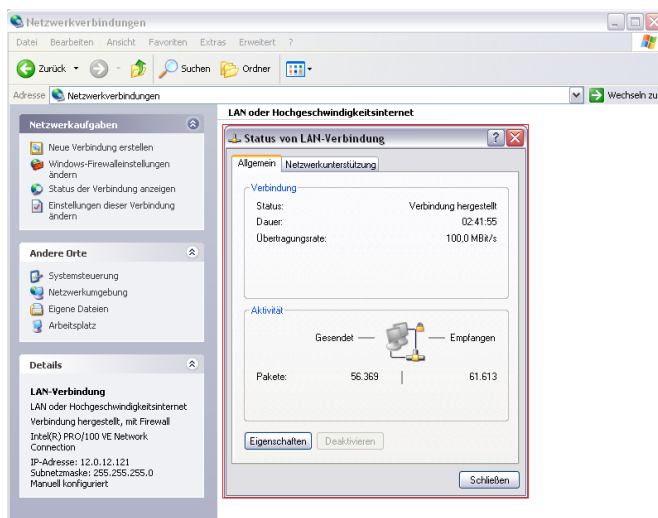 Netzwerkverbindungen
Datei Bearbeiten Ansicht Favoriten Extras Erweitert ?
Zurück Suchen Ordner
Adresse Netzwerkverbindungen Wechseln zu
Netzwerkaufgaben
Neue Verbindung erstellen
Windows-Firewalleinstellungen
ändern
Status der Verbindung anzeigen
Einstellungen dieser Verbindung
ändern
Andere Orte
Systemsteuerung
Netzwerkumgebung
Eigene Dateien
Arbeitsplatz
Details
LAN-Verbindung
LAN oder Hochgeschwindigkeitsinternet
Verbindung hergestellt, mit Firewall
Intel(R) PRO/100 VE Network
Connection
IP-Adresse: 12.0.12.121
Subnetzmaske: 255.255.255.0
Manuell konfiguriert
LAN oder Hochgeschwindigkeitsinternet
Status von LAN-Verbindung ?
Allgemein Netzwerkunterstützung
Verbindung
Status: Verbindung hergestellt
Dauer: 02:41:55
Übertragungsrate: 100,0 MBit/s
Aktivität
Gesendet Empfangen
Pakete: 56.369 61.613
Eigenschaften Deaktivieren
Schließen